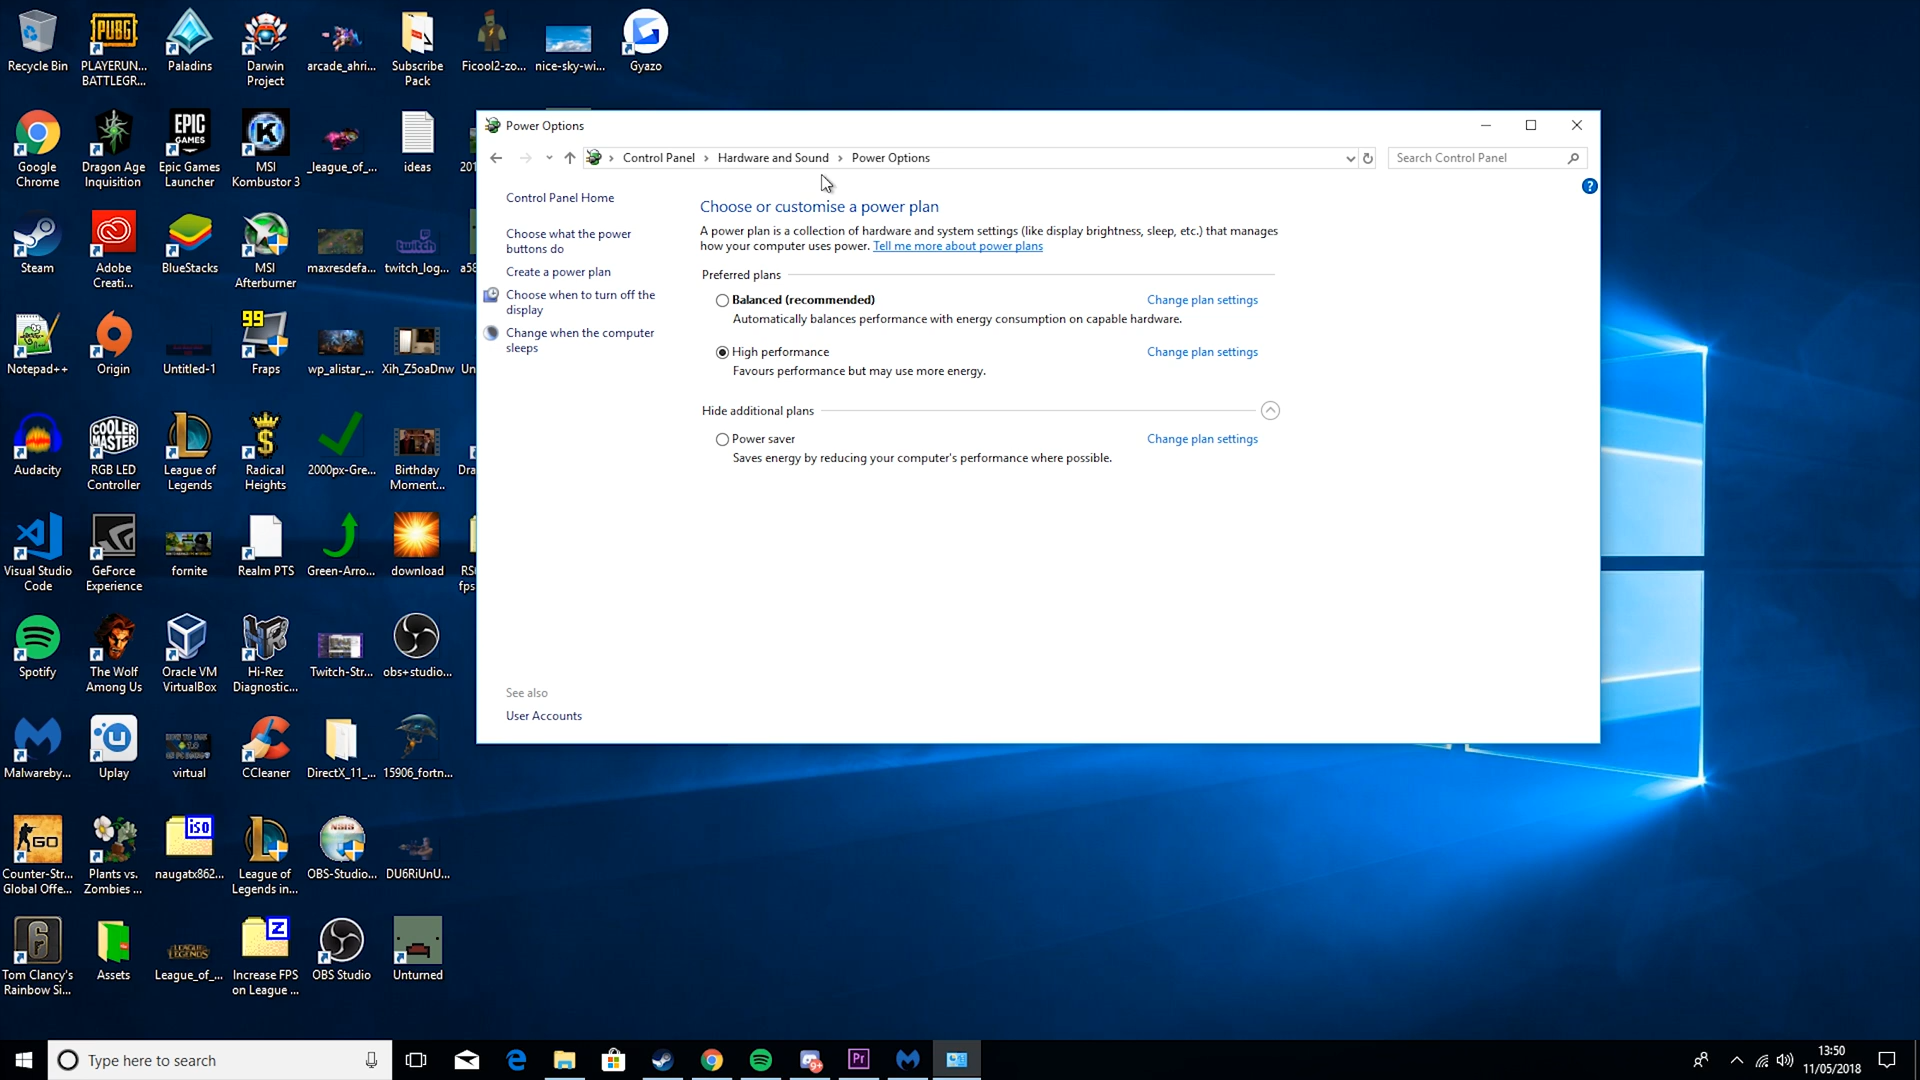 Recycle Bin
PLAYERUN...
BATTLEGR...
Paladins
Darwin
Project
arcade_ahri...
Subscribe
Pack
Ficool2-zo...
nice-sky-wi...
Gyazo
Google
Chrome
Dragon Age
Inquisition
Epic Games
Launcher
MSI
Kombustor 3
_league_of_...
ideas
Steam
Adobe
Creati...
BlueStacks
MSI
Afterburner
maxresdefa...
twitch_log...
Notepad++
Origin
Untitled-1
Fraps
wp_alistar_...
Xih_Z5oaDnw
Audacity
RGB LED
Controller
League of
Legends
Radical
Heights
2000px-Gre...
Birthday
Moment...
Visual Studio
Code
GeForce
Experience
fornite
Realm PTS
Green-Arro...
download
Spotify
The Wolf
Among Us
Oracle VM
VirtualBox
Hi-Rez
Diagnostic...
Twitch-Str...
obs+studio...
Malwareby...
Uplay
virtual
CCleaner
DirectX_11_...
15906_fortn...
Counter-Str...
Global Offe...
Plants vs.
Zombies ...
naugatx862...
League of
Legends in...
OBS-Studio...
DU6RiUnU...
Tom Clancy's
Rainbow Si...
Assets
League_of_...
Increase FPS
on League ...
OBS Studio
Unturned
Power Options
Control Panel > Hardware and Sound > Power Options
Search Control Panel
Control Panel Home
Choose what the power
buttons do
Create a power plan
Choose when to turn off the
display
Change when the computer
sleeps
See also
User Accounts
Choose or customise a power plan
A power plan is a collection of hardware and system settings (like display brightness, sleep, etc.) that manages
how your computer uses power. Tell me more about power plans
Preferred plans
Balanced (recommended) Change plan settings
Automatically balances performance with energy consumption on capable hardware.
High performance Change plan settings
Favours performance but may use more energy.
Hide additional plans
Power saver Change plan settings
Saves energy by reducing your computer's performance where possible.
Type here to search
13:50
11/05/2018